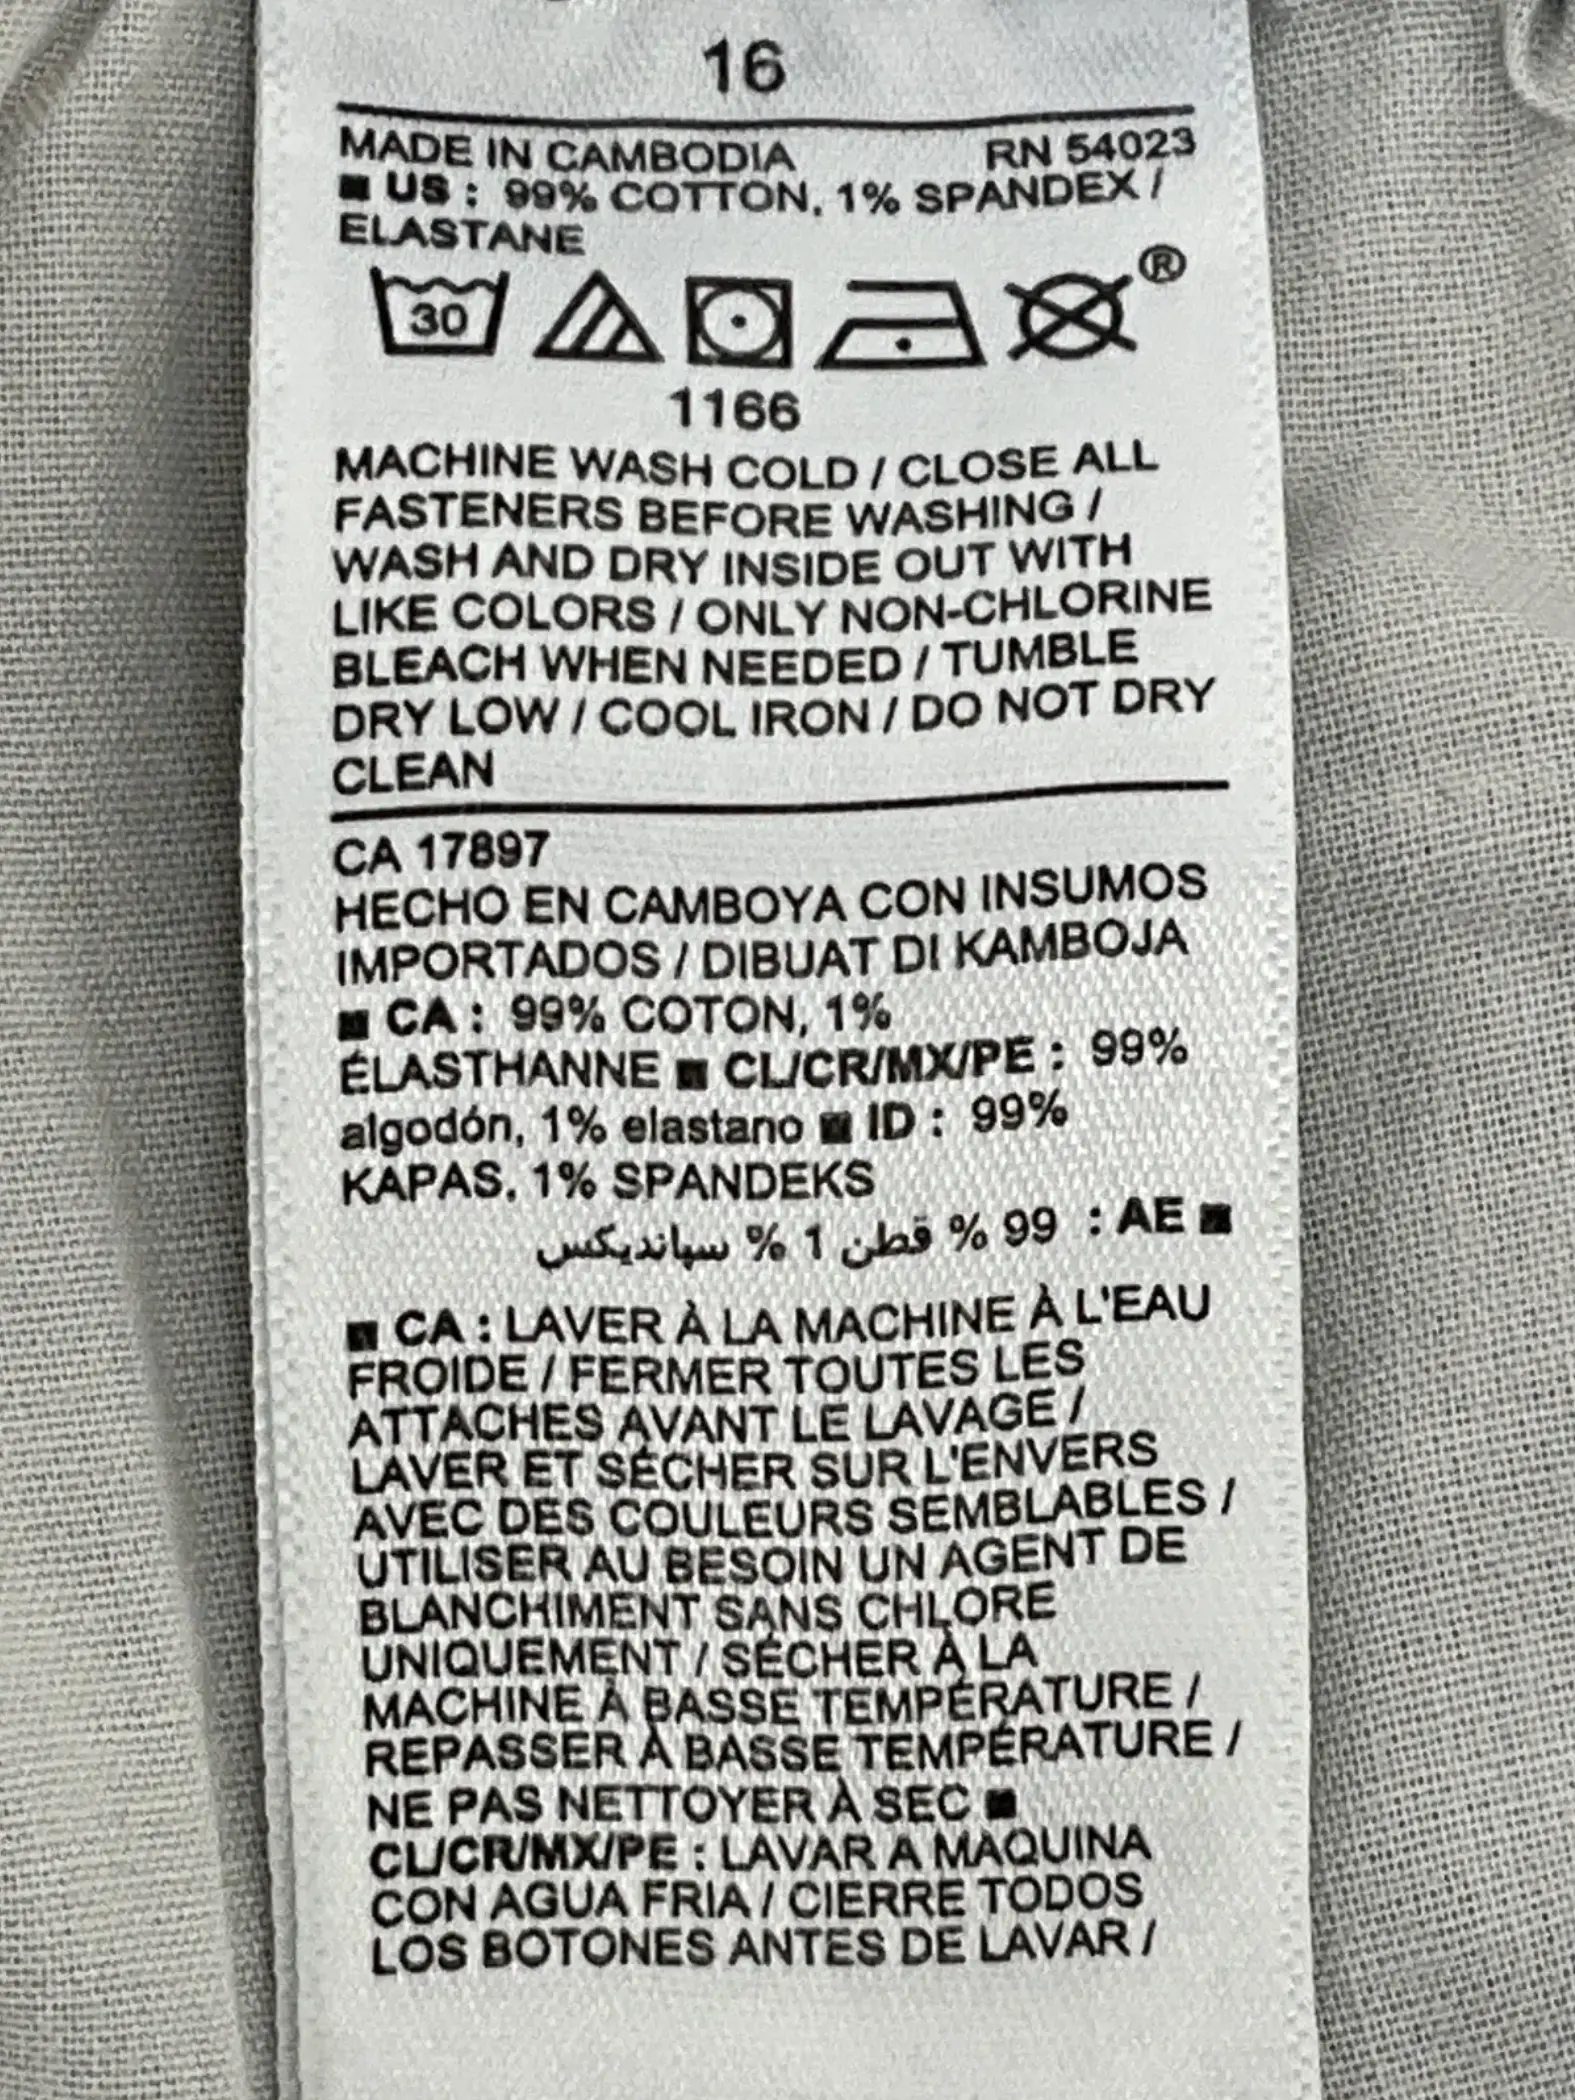 16
MADE IN CAMBODIA RN 54023
■ US : 99% COTTON, 1% SPANDEX /
ELASTANE
30
®
1166
MACHINE WASH COLD / CLOSE ALL
FASTENERS BEFORE WASHING /
WASH AND DRY INSIDE OUT WITH
LIKE COLORS / ONLY NON-CHLORINE
BLEACH WHEN NEEDED / TUMBLE
DRY LOW / COOL IRON / DO NOT DRY
CLEAN
CA 17897
HECHO EN CAMBOYA CON INSUMOS
IMPORTADOS / DIBUAT DI KAMBOJA
■ CA : 99% COTON, 1%
ÉLASTHANNE ■ CL/CR/MX/PE : 99%
algodón, 1% elastano ■ ID : 99%
KAPAS, 1% SPANDEKS
■ AE : 99 % قطن 1 % سباندیکس
■ CA : LAVER À LA MACHINE À L'EAU
FROIDE / FERMER TOUTES LES
ATTACHES AVANT LE LAVAGE /
LAVER ET SÉCHER SUR L'ENVERS
AVEC DES COULEURS SEMBLABLES /
UTILISER AU BESOIN UN AGENT DE
BLANCHIMENT SANS CHLORE
UNIQUEMENT / SÉCHER À LA
MACHINE À BASSE TEMPÉRATURE /
REPASSER À BASSE TEMPÉRATURE /
NE PAS NETTOYER À SEC ■
CL/CR/MX/PE : LAVAR A MAQUINA
CON AGUA FRIA / CIERRE TODOS
LOS BOTONES ANTES DE LAVAR /